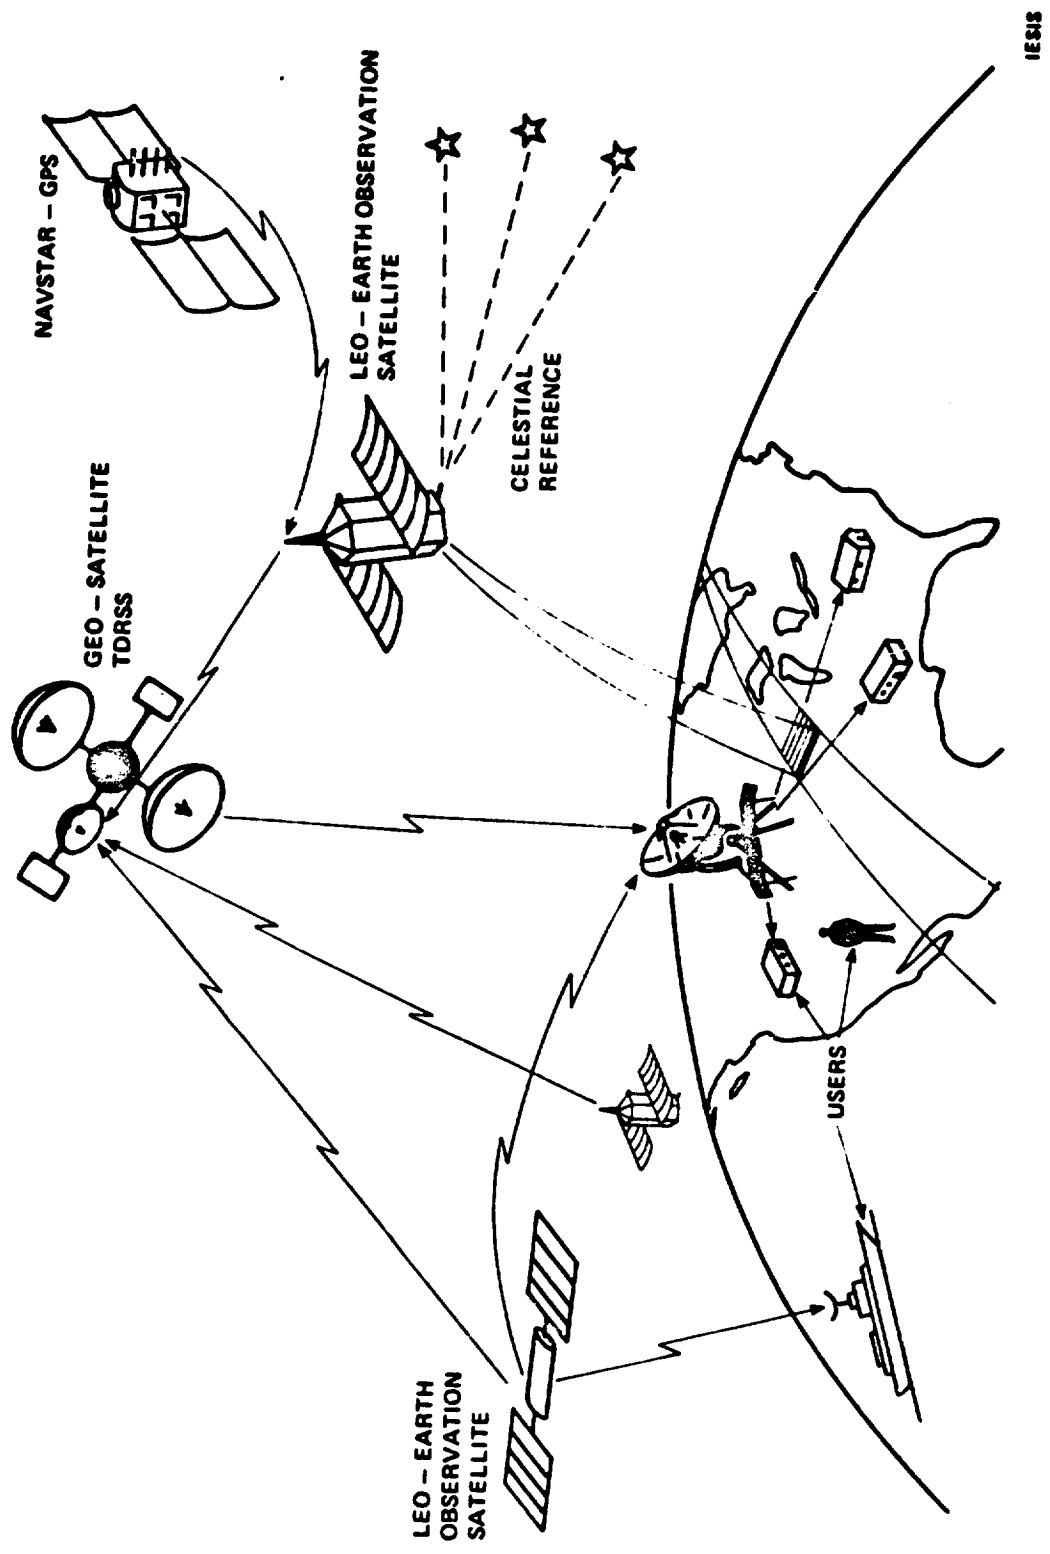 NAVSTAR – GPS
GEO – SATELLITE
TDRSS
LEO – EARTH OBSERVATION
SATELLITE
CELESTIAL
REFERENCE
LEO – EARTH
OBSERVATION
SATELLITE
USERS
IESIS